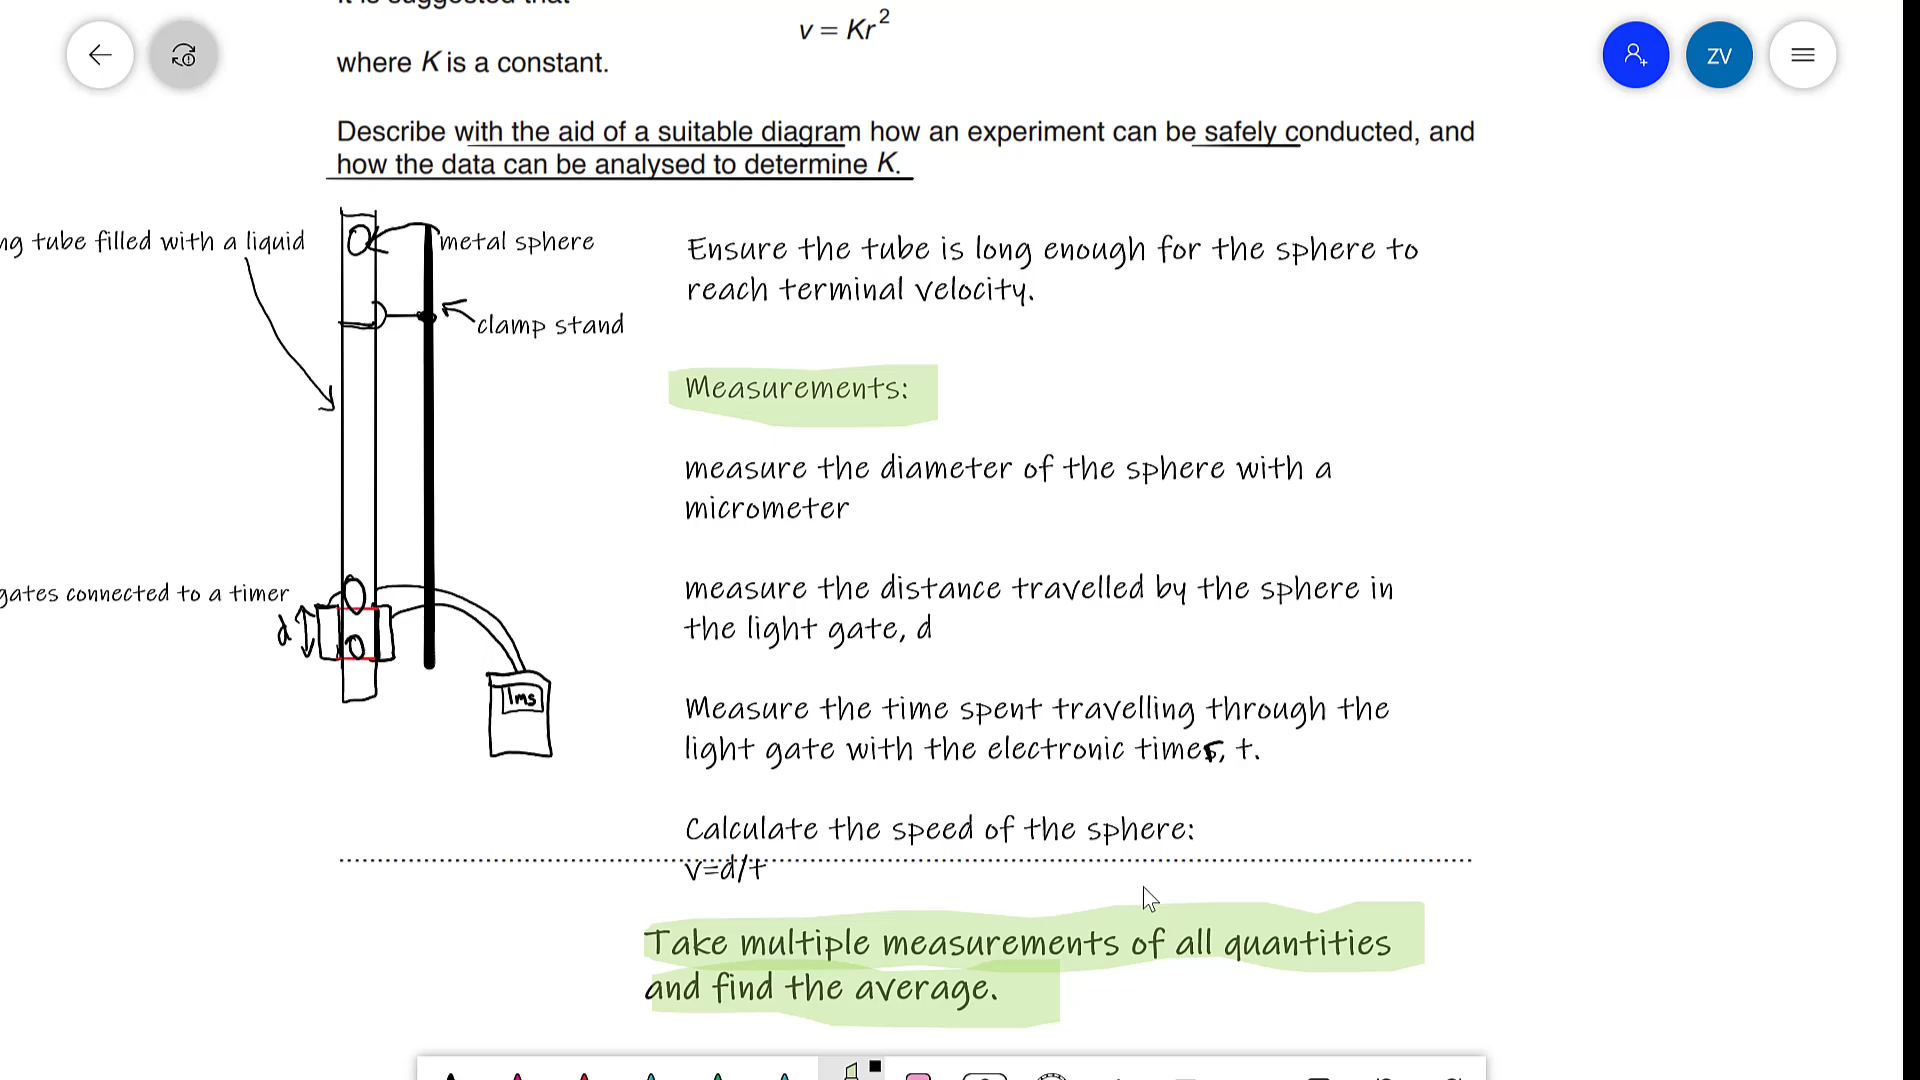 v = Kr²
where K is a constant.
ZV
Describe with the aid of a suitable diagram how an experiment can be safely conducted, and
how the data can be analysed to determine K.
tube filled with a liquid
metal sphere
clamp stand
gates connected to a timer
d
1ms
Ensure the tube is long enough for the sphere to
reach terminal velocity.
Measurements:
measure the diameter of the sphere with a
micrometer
measure the distance travelled by the sphere in
the light gate, d
Measure the time spent travelling through the
light gate with the electronic timer, t.
Calculate the speed of the sphere:
v=d/t
Take multiple measurements of all quantities
and find the average.